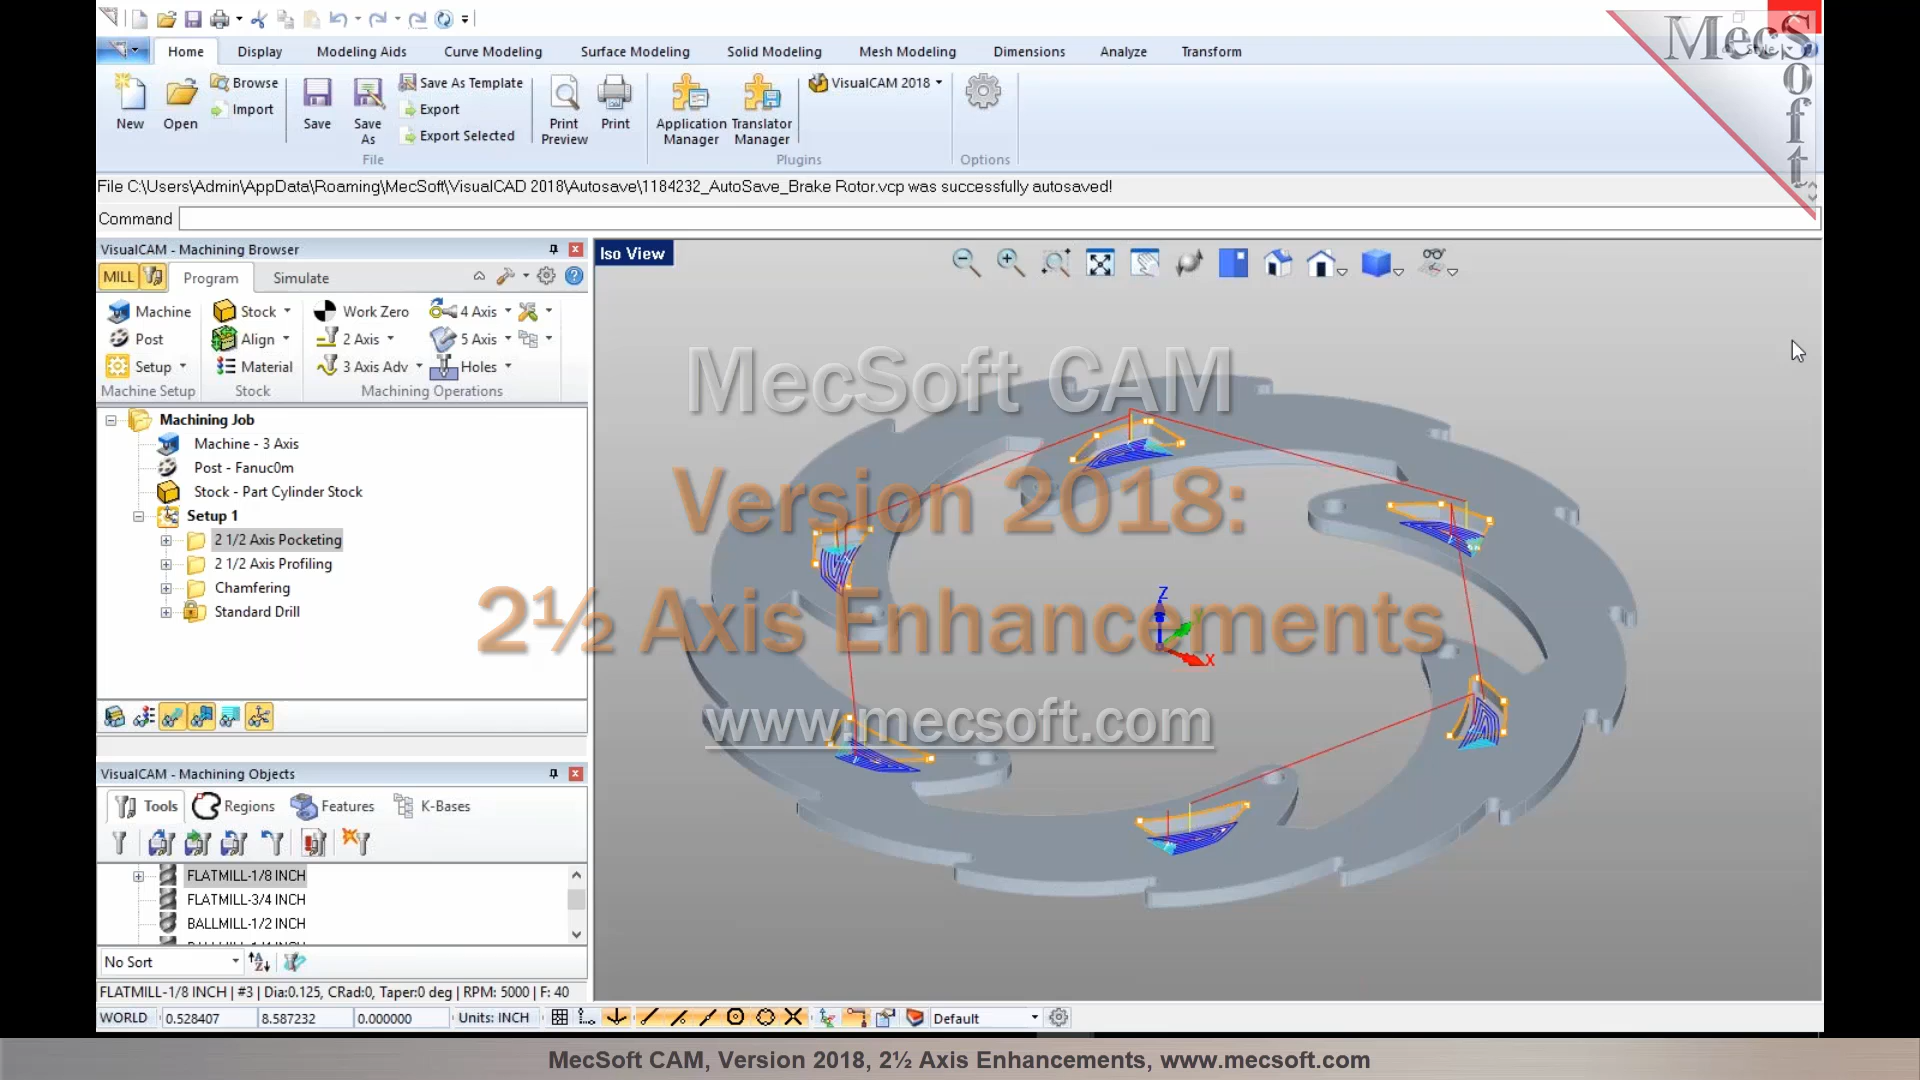 MecSoft
Home Display Modeling Aids Curve Modeling Surface Modeling Solid Modeling Mesh Modeling Dimensions Analyze Transform
New Open Browse Import Save Save As Save As Template Export Export Selected Print Preview Print Application Manager Translator Manager VisualCAM 2018
File Plugins Options
File C:\Users\Admin\AppData\Roaming\MecSoft\VisualCAD 2018\Autosave\1184232_AutoSave_Brake Rotor.vcp was successfully autosaved!
Command
VisualCAM - Machining Browser
Iso View
MILL Program Simulate
Machine Stock Work Zero 4 Axis
Post Align 2 Axis 5 Axis
Setup Material 3 Axis Adv Holes
Machine Setup Stock Machining Operations
Machining Job
Machine - 3 Axis
Post - Fanuc0m
Stock - Part Cylinder Stock
Setup 1
2 1/2 Axis Pocketing
2 1/2 Axis Profiling
Chamfering
Standard Drill
MecSoft CAM
Version 2018:
2½ Axis Enhancements
www.mecsoft.com
Z
Y
X
VisualCAM - Machining Objects
Tools Regions Features K-Bases
FLATMILL-1/8 INCH
FLATMILL-3/4 INCH
BALLMILL-1/2 INCH
No Sort
FLATMILL-1/8 INCH | #3 | Dia:0.125, CRad:0, Taper:0 deg | RPM: 5000 | F: 40
WORLD 0.528407 8.587232 0.000000 Units: INCH Default
MecSoft CAM, Version 2018, 2½ Axis Enhancements, www.mecsoft.com